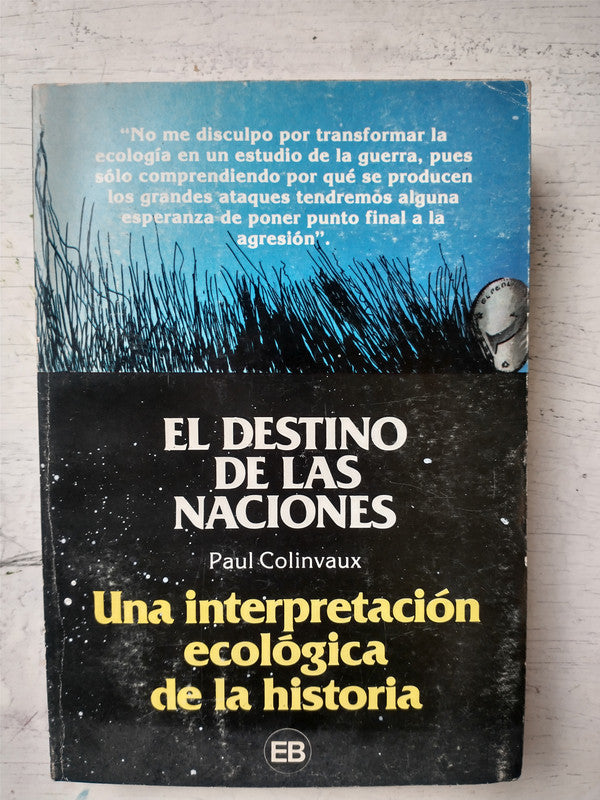 “No me disculpo por transformar la
ecología en un estudio de la guerra, pues
sólo comprendiendo por qué se producen
los grandes ataques tendremos alguna
esperanza de poner punto final a la
agresión”.
EL DESTINO
DE LAS
NACIONES
Paul Colinvaux
Una interpretación
ecológica
de la historia
EB